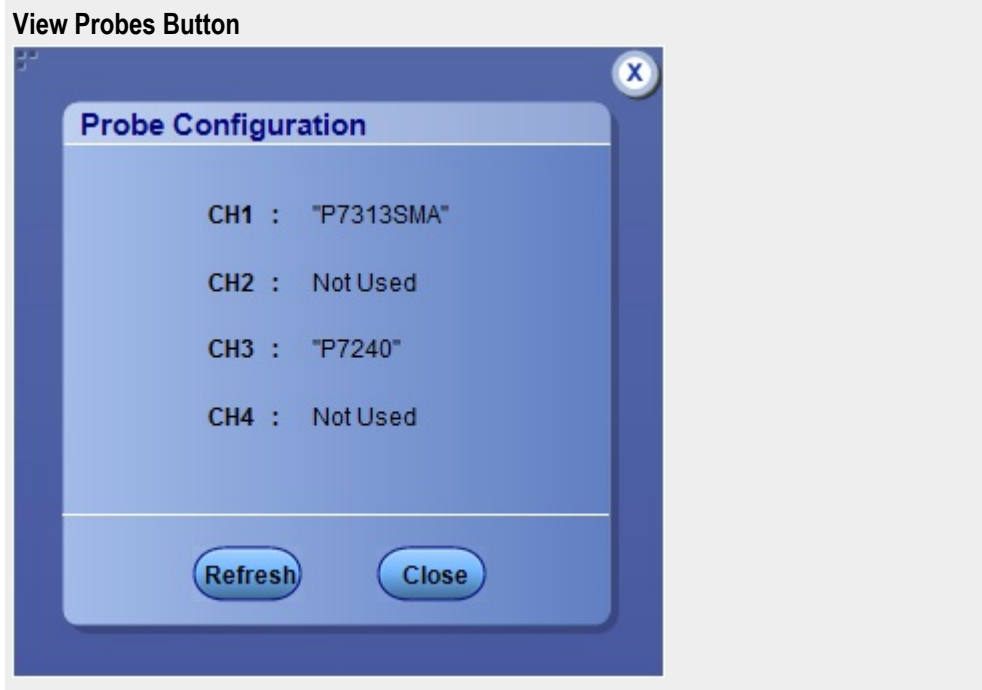 View Probes Button
X
Probe Configuration
CH1 : "P7313SMA"
CH2 : Not Used
CH3 : "P7240"
CH4 : Not Used
Refresh Close